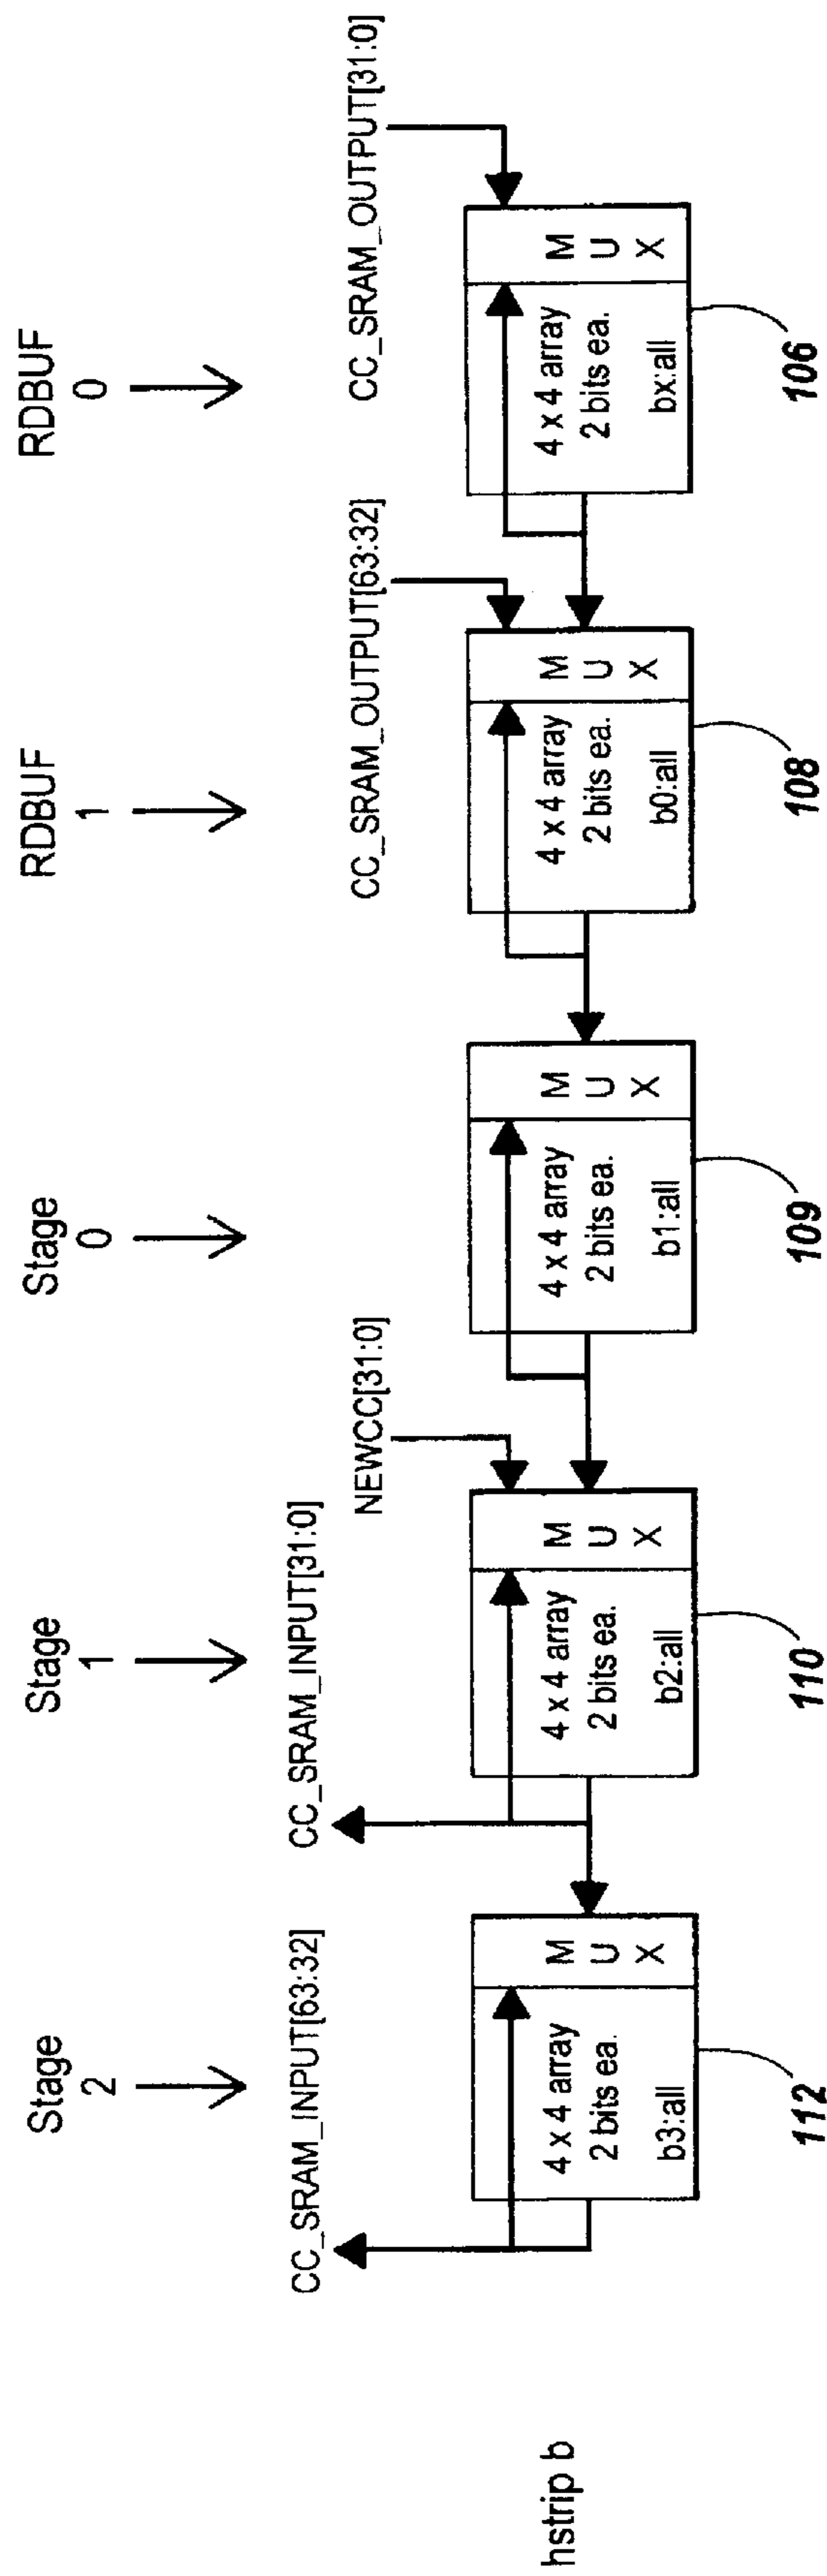 Stage
2
Stage
1
Stage
0
RDBUF
1
RDBUF
0
CC_SRAM_INPUT[63:32]
CC_SRAM_INPUT[31:0]
NEWCC[31:0]
CC_SRAM_OUTPUT[63:32]
CC_SRAM_OUTPUT[31:0]
hstrip b
4 x 4 array
2 bits ea.
b3:all
M
U
X
112
4 x 4 array
2 bits ea.
b2:all
M
U
X
110
4 x 4 array
2 bits ea.
b1:all
M
U
X
109
4 x 4 array
2 bits ea.
b0:all
M
U
X
108
4 x 4 array
2 bits ea.
bx:all
M
U
X
106